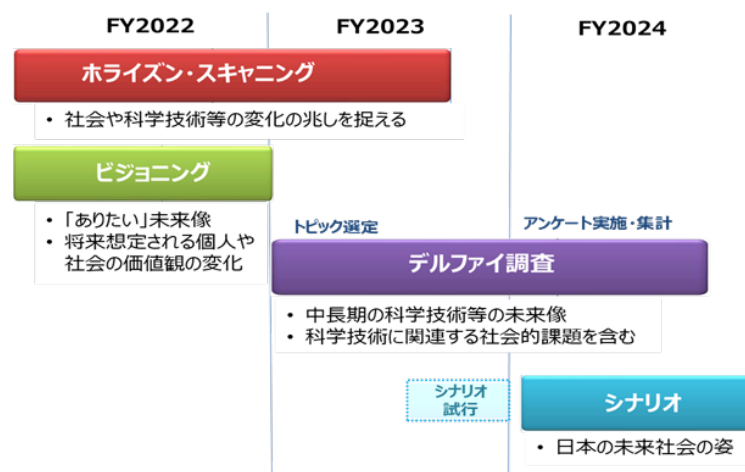 FY2022
FY2023
FY2024
ホライズン・スキャニング
• 社会や科学技術等の変化の兆しを捉える
ビジョニング
• 「ありたい」未来像
• 将来想定される個人や
社会の価値観の変化
トピック選定
アンケート実施・集計
デルファイ調査
• 中長期の科学技術等の未来像
• 科学技術に関連する社会的課題を含む
シナリオ
試行
シナリオ
• 日本の未来社会の姿